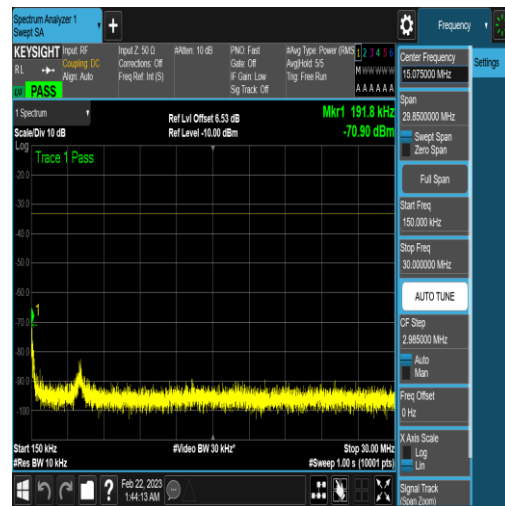 Spectrum Analyzer 1
Swept SA
+
Frequency
KEYSIGHT
RL
Input: RF
Coupling: DC
Align: Auto
Input Z: 50 Ω
Corrections: Off
Freq Ref: Int (S)
#Atten: 10 dB
PNO: Fast
Gate: Off
IF Gain: Low
Sig Track: Off
#Avg Type: Power (RMS
Avg|Hold: 5/5
Trig: Free Run
1 2 3 4 5 6
M W W W W W
A A A A A A
LXI
PASS
1 Spectrum
Scale/Div 10 dB
Ref Lvl Offset 6.53 dB
Ref Level -10.00 dBm
Mkr1 191.8 kHz
-70.90 dBm
Log
Trace 1 Pass
-20.0
-30.0
-40.0
-50.0
-60.0
-70.0
-80.0
-90.0
-100
1
Start 150 kHz
#Res BW 10 kHz
#Video BW 30 kHz*
Stop 30.00 MHz
#Sweep 1.00 s (10001 pts)
?
Feb 22, 2023
1:44:13 AM
Center Frequency
15.075000 MHz
Settings
Span
29.8500000 MHz
Swept Span
Zero Span
Full Span
Start Freq
150.000 kHz
Stop Freq
30.000000 MHz
AUTO TUNE
CF Step
2.985000 MHz
Auto
Man
Freq Offset
0 Hz
X Axis Scale
Log
Lin
Signal Track
(Span Zoom)